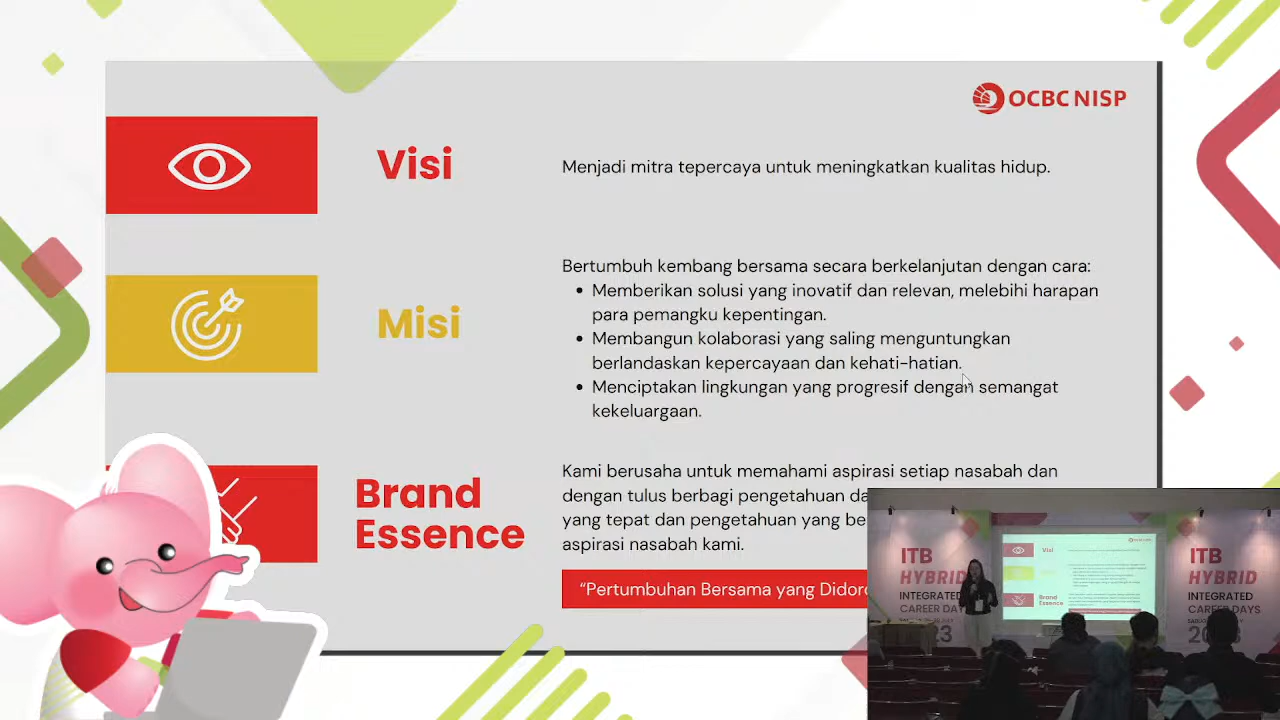 OCBC NISP
Visi
Menjadi mitra tepercaya untuk meningkatkan kualitas hidup.
Misi
Bertumbuh kembang bersama secara berkelanjutan dengan cara:
• Memberikan solusi yang inovatif dan relevan, melebihi harapan
para pemangku kepentingan.
• Membangun kolaborasi yang saling menguntungkan
berlandaskan kepercayaan dan kehati-hatian.
• Menciptakan lingkungan yang progresif dengan semangat
kekeluargaan.
Brand
Essence
Kami berusaha untuk memahami aspirasi setiap nasabah dan
dengan tulus berbagi pengetahuan
yang tepat dan pengetahuan yang
aspirasi nasabah kami.
“Pertumbuhan Bersama yang
ITB
HYBRID
INTEGRATED
CAREER
ITB
HYBRID
INTEGRATED
CAREER DAYS
Visi
Brand
Essence